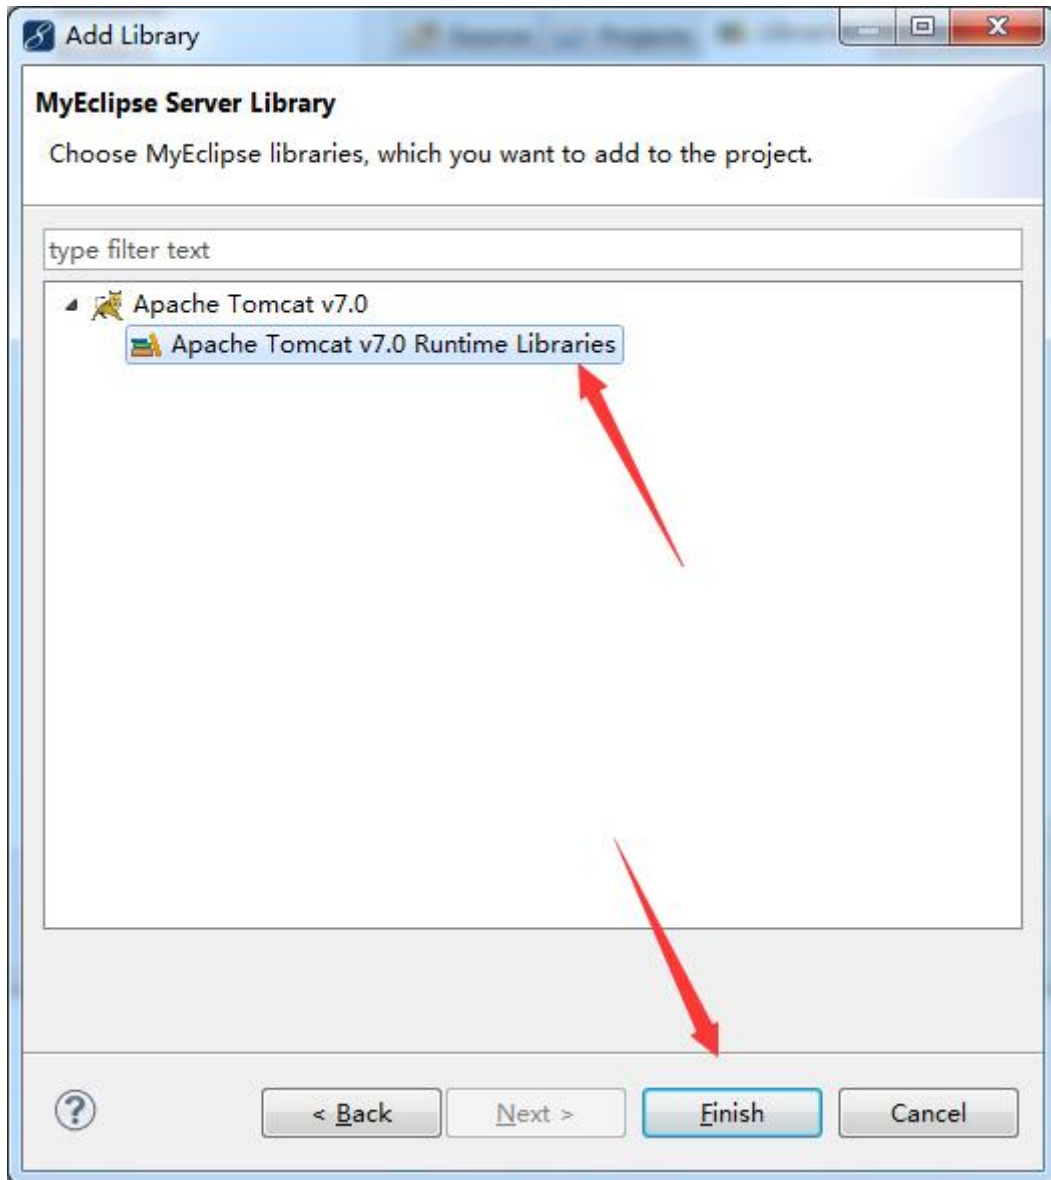 Add Library
MyEclipse Server Library
Choose MyEclipse libraries, which you want to add to the project.
type filter text
Apache Tomcat v7.0
Apache Tomcat v7.0 Runtime Libraries
< Back
Next >
Finish
Cancel